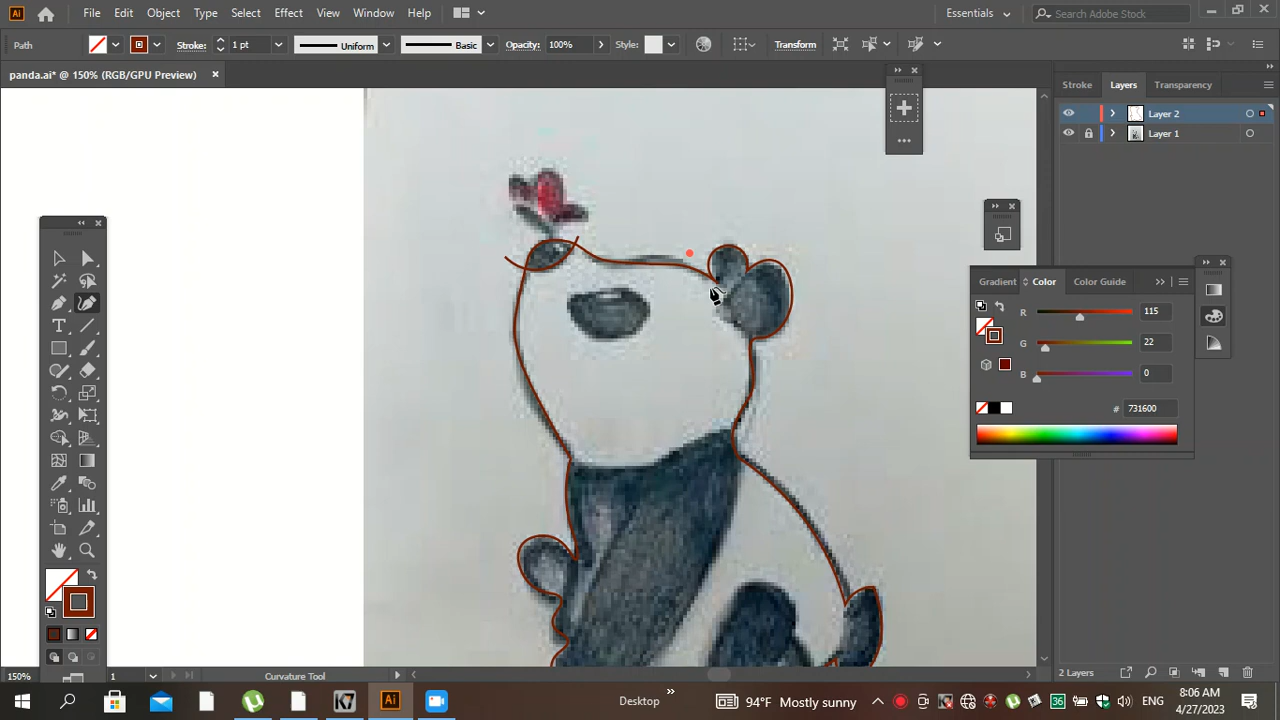 Ai File Edit Object Type Select Effect View Window Help Essentials Search Adobe Stock
Path Stroke: 1 pt Uniform Basic Opacity: 100% Style: Transform
panda.ai* @ 150% (RGB/GPU Preview)
Stroke Layers Transparency
Layer 2
Layer 1
Gradient Color Color Guide
R 115
G 22
B 0
# 731600
150% 1 Curvature Tool
2 Layers
Ai Desktop 94°F Mostly sunny 36 ENG 8:06 AM
4/27/2023